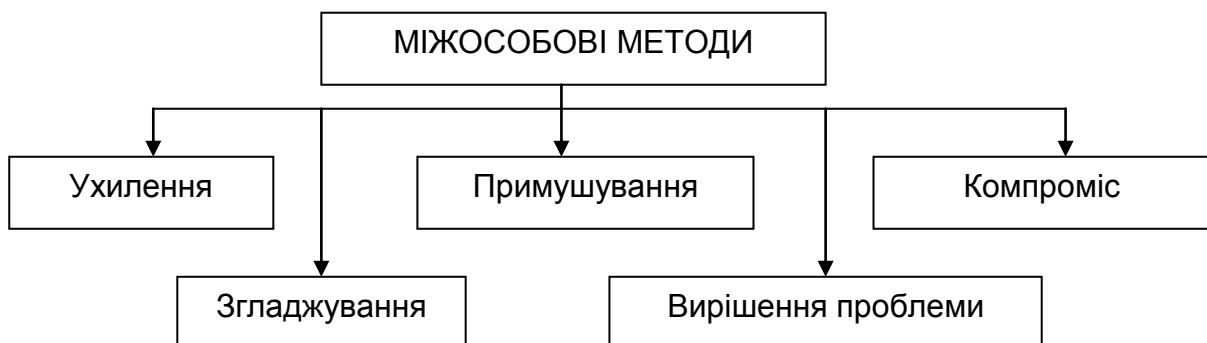 МІЖОСОБОВІ МЕТОДИ
Ухилення
Примушування
Компроміс
Згладжування
Вирішення проблеми